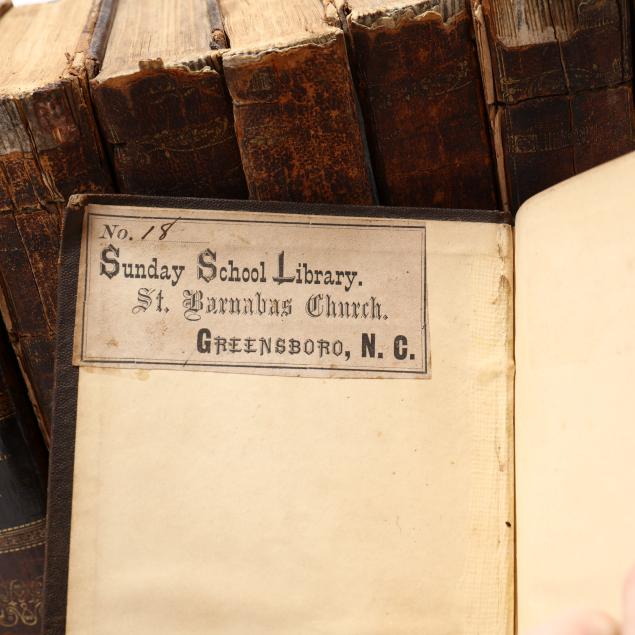 No. 18
Sunday School Library.
St. Barnabas Church.
GREENSBORO, N. C.